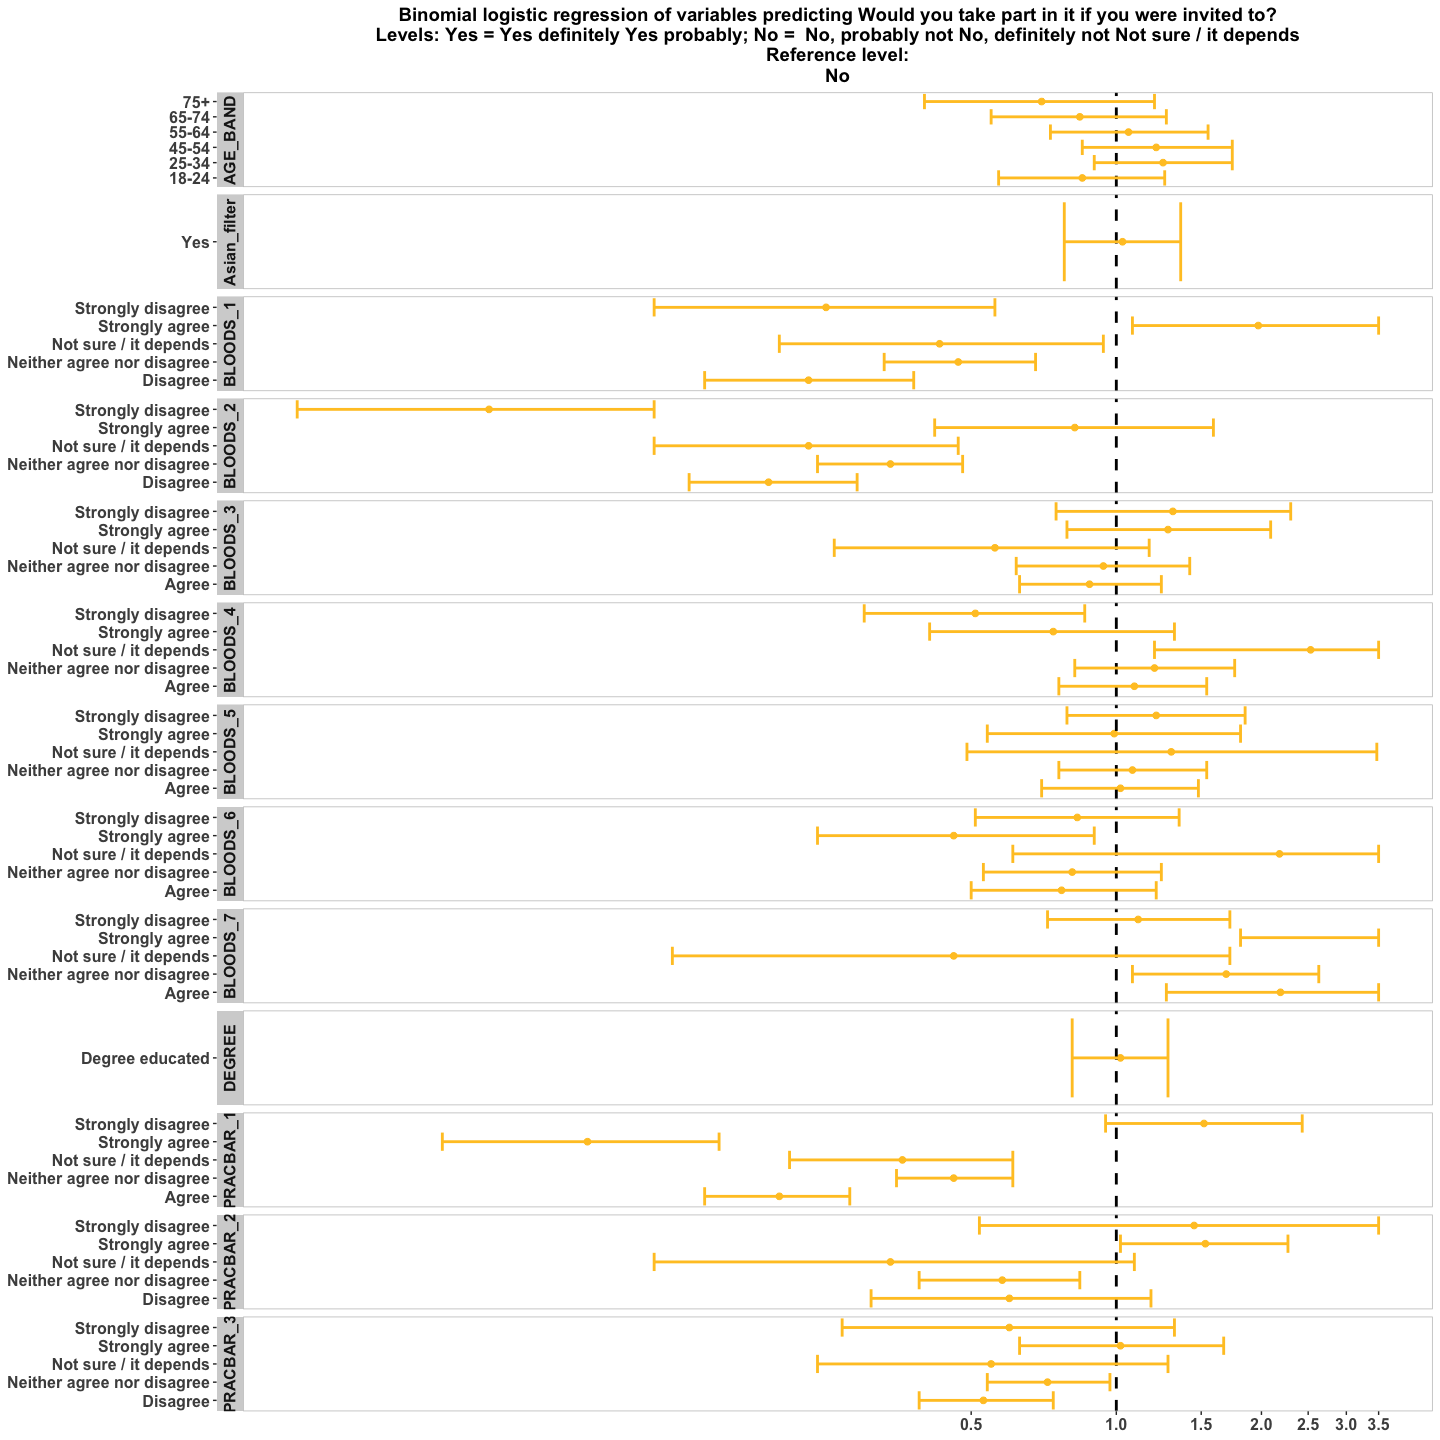 Binomial logistic regression of variables predicting Would you take part in it if you were invited to?
Levels: Yes = Yes definitely Yes probably; No =  No, probably not No, definitely not Not sure / it depends
Reference level:
No
AGE_BAND
75+
65-74
55-64
45-54
25-34
18-24
Asian_filter
Yes
BLOODS_1
Strongly disagree
Strongly agree
Not sure / it depends
Neither agree nor disagree
Disagree
BLOODS_2
Strongly disagree
Strongly agree
Not sure / it depends
Neither agree nor disagree
Disagree
BLOODS_3
Strongly disagree
Strongly agree
Not sure / it depends
Neither agree nor disagree
Agree
BLOODS_4
Strongly disagree
Strongly agree
Not sure / it depends
Neither agree nor disagree
Agree
BLOODS_5
Strongly disagree
Strongly agree
Not sure / it depends
Neither agree nor disagree
Agree
BLOODS_6
Strongly disagree
Strongly agree
Not sure / it depends
Neither agree nor disagree
Agree
BLOODS_7
Strongly disagree
Strongly agree
Not sure / it depends
Neither agree nor disagree
Agree
DEGREE
Degree educated
PRACBAR_1
Strongly disagree
Strongly agree
Not sure / it depends
Neither agree nor disagree
Agree
PRACBAR_2
Strongly disagree
Strongly agree
Not sure / it depends
Neither agree nor disagree
Disagree
PRACBAR_3
Strongly disagree
Strongly agree
Not sure / it depends
Neither agree nor disagree
Disagree
0.5 1.0 1.5 2.0 2.5 3.0 3.5